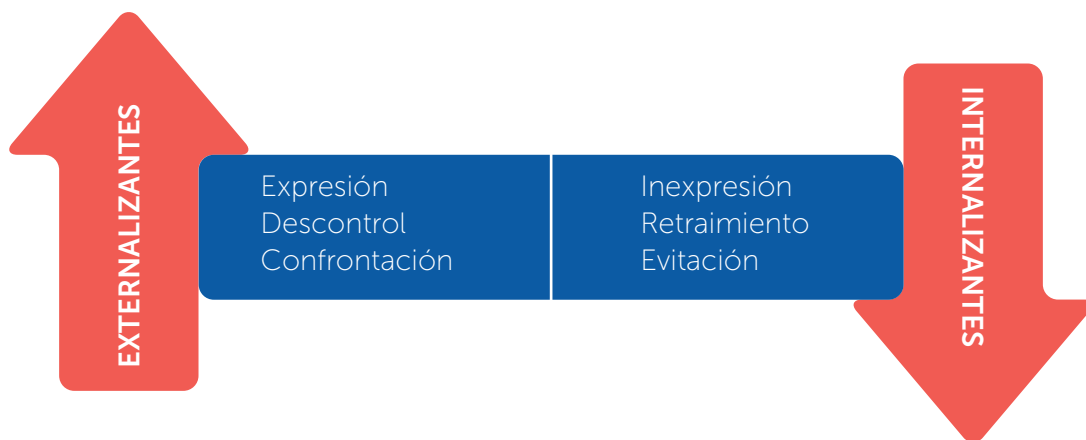 EXTERNALIZANTES
Expresión
Descontrol
Confrontación
Inexpresión
Retraimiento
Evitación
INTERNALIZANTES